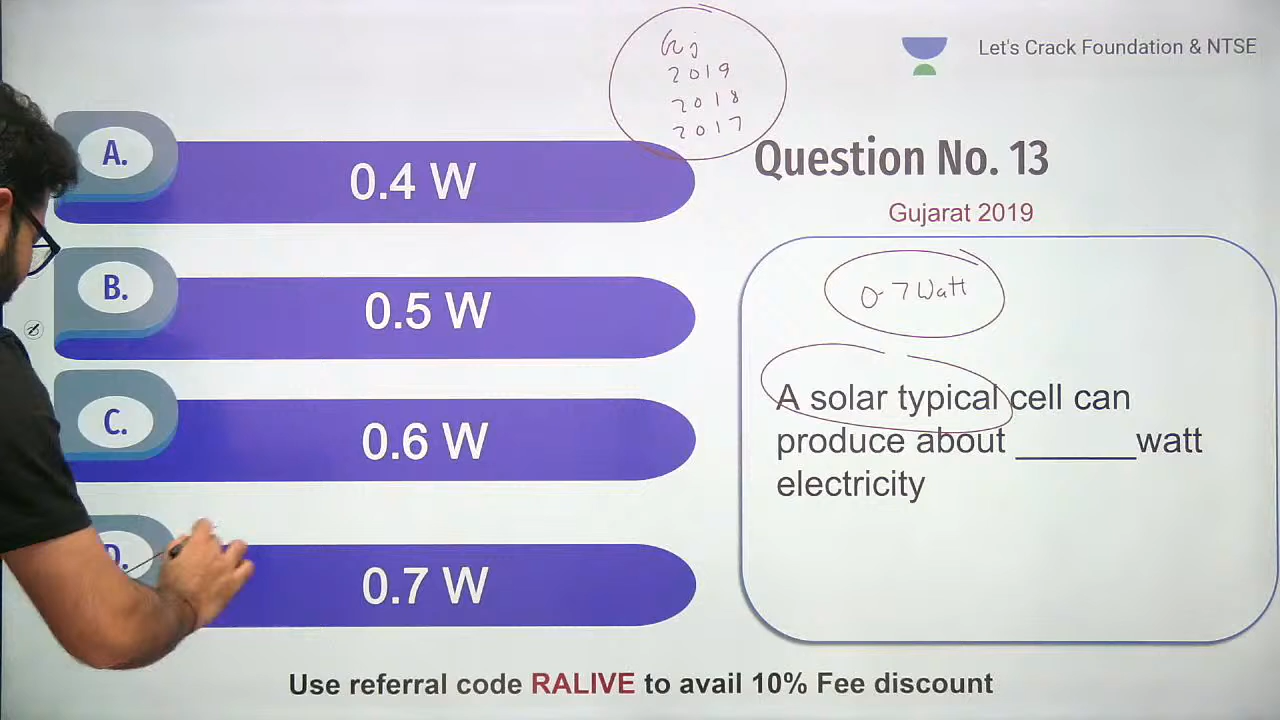 Gj
2019
2018
2017
Let's Crack Foundation & NTSE
A.
0.4 W
B.
0.5 W
C.
0.6 W
D.
0.7 W
Question No. 13
Gujarat 2019
0.7 Watt
A solar typical cell can
produce about ______watt
electricity
Use referral code RALIVE to avail 10% Fee discount